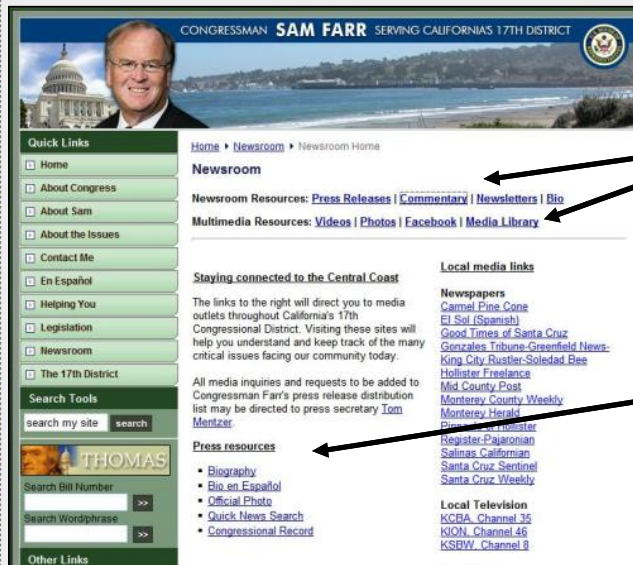 CONGRESSMAN SAM FARR SERVING CALIFORNIA'S 17TH DISTRICT
Quick Links
Home
About Congress
About Sam
About the Issues
Contact Me
En Español
Helping You
Legislation
Newsroom
The 17th District
Search Tools
search my site search
THOMAS
Search Bill Number
>>
Search Word/phrase
>>
Other Links
Home Newsroom Newsroom Home
Newsroom
Newsroom Resources: Press Releases | Commentary | Newsletters | Bio
Multimedia Resources: Videos | Photos | Facebook | Media Library
Staying connected to the Central Coast
The links to the right will direct you to media
outlets throughout California's 17th
Congressional District. Visiting these sites will
help you understand and keep track of the many
critical issues facing our community today.
All media inquiries and requests to be added to
Congressman Farr's press release distribution
list may be directed to press secretary Tom
Mentzer.
Press resources
Biography
Bio en Español
Official Photo
Quick News Search
Congressional Record
Local media links
Newspapers
Carmel Pine Cone
El Sol (Spanish)
Good Times of Santa Cruz
Gonzales Tribune-Greenfield News-
King City Rustler-Soledad Bee
Hollister Freelance
Mid County Post
Monterey County Weekly
Monterey Herald
Hollister
Register-Pajaronian
Salinas Californian
Santa Cruz Sentinel
Santa Cruz Weekly
Local Television
KCBA, Channel 35
KION, Channel 46
KSBW, Channel 8